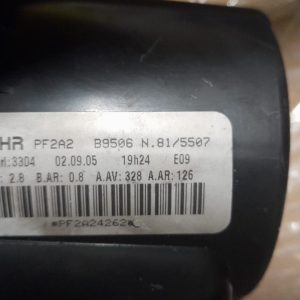 HR PF2A2 B9506 N.81/5507
:3304 02.09.05 19h24 E09
: 2.8 B.AR: 0.8 A.AV: 328 A.AR: 126
*PF2A24262*